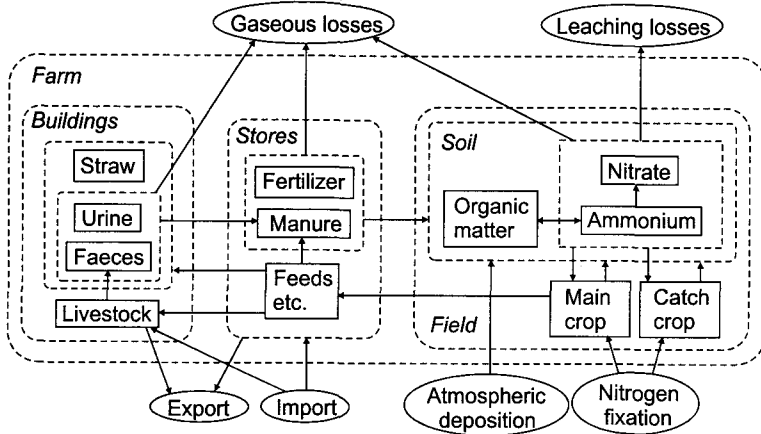 Gaseous losses
Leaching losses
Farm
Buildings
Straw
Urine
Faeces
Livestock
Stores
Fertilizer
Manure
Feeds
etc.
Soil
Nitrate
Organic
matter
Ammonium
Main
crop
Catch
crop
Field
Export
Import
Atmospheric
deposition
Nitrogen
fixation